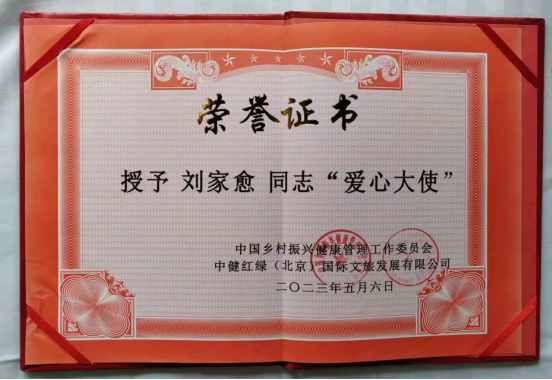 荣誉证书
授予 刘家愈 同志“爱心大使”
中国乡村振兴健康管理工作委员会
中健红绿（北京）国际文旅发展有限公司
二〇二三年五月六日